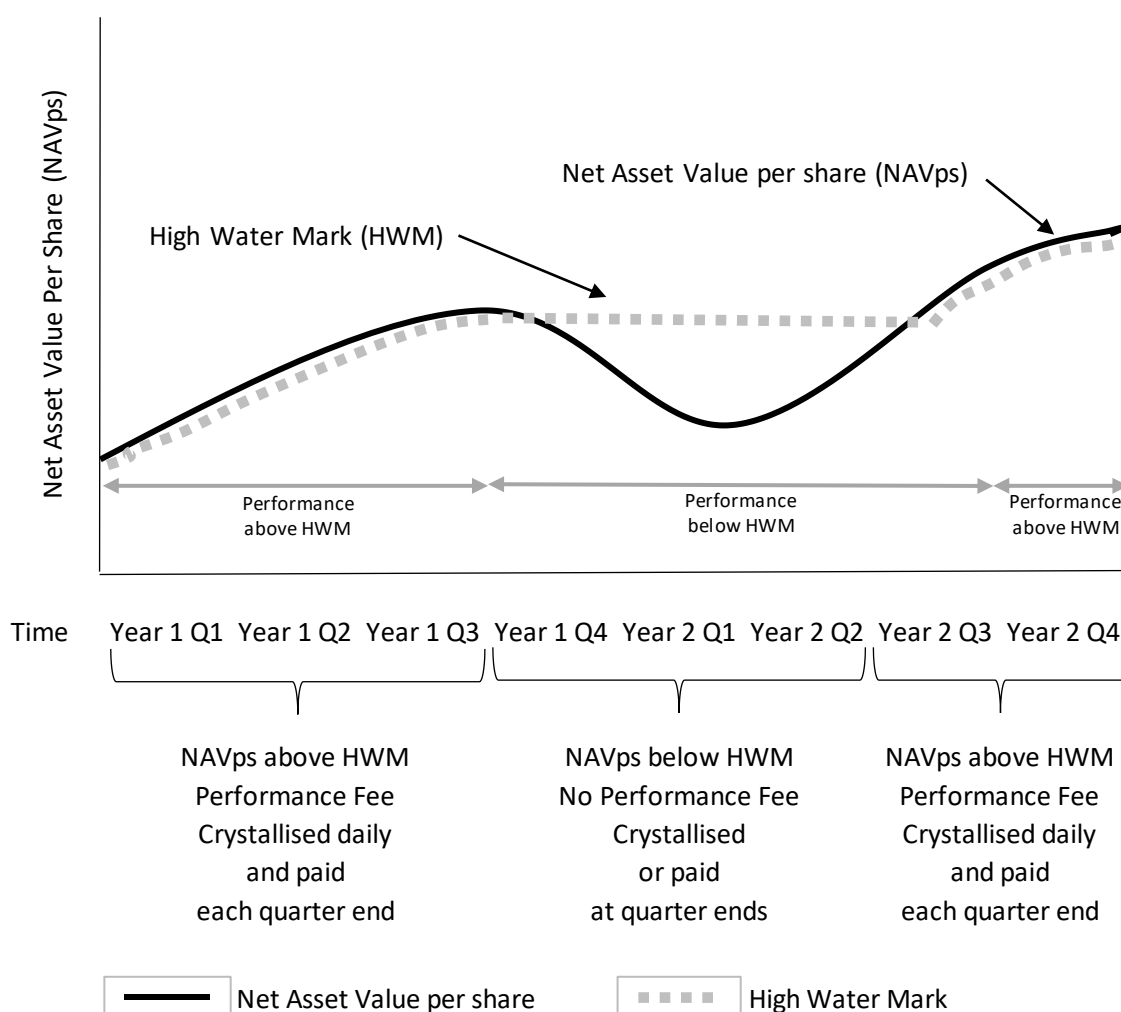 Net Asset Value Per Share (NAVps)
Net Asset Value per share (NAVps)
High Water Mark (HWM)
Performance
above HWM
Performance
below HWM
Performance
above HWM
Time Year 1 Q1 Year 1 Q2 Year 1 Q3 Year 1 Q4 Year 2 Q1 Year 2 Q2 Year 2 Q3 Year 2 Q4
NAVps above HWM
Performance Fee
Crystallised daily
and paid
each quarter end
NAVps below HWM
No Performance Fee
Crystallised
or paid
at quarter ends
NAVps above HWM
Performance Fee
Crystallised daily
and paid
each quarter end
Net Asset Value per share
High Water Mark